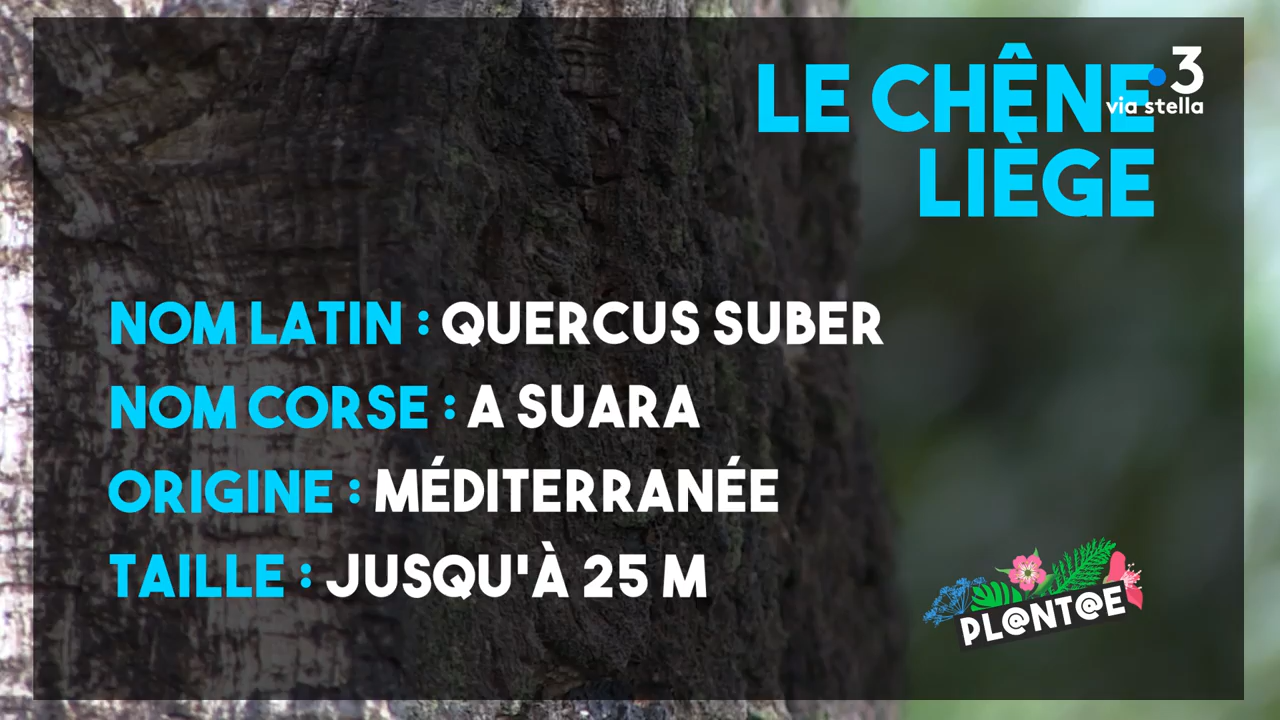 LE CHÊNE
LIÈGE
3
via stella
NOM LATIN : QUERCUS SUBER
NOM CORSE : A SUARA
ORIGINE : MÉDITERRANÉE
TAILLE : JUSQU'À 25 M
PL@NT@E